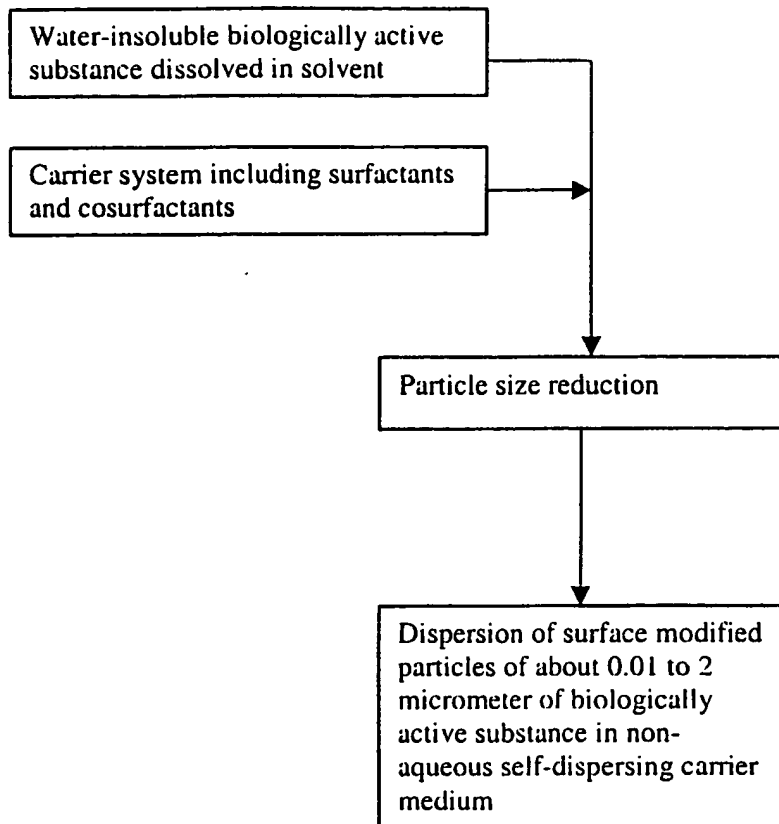 Water-insoluble biologically active
substance dissolved in solvent
Carrier system including surfactants
and cosurfactants
Particle size reduction
Dispersion of surface modified
particles of about 0.01 to 2
micrometer of biologically
active substance in non-
aqueous self-dispersing carrier
medium